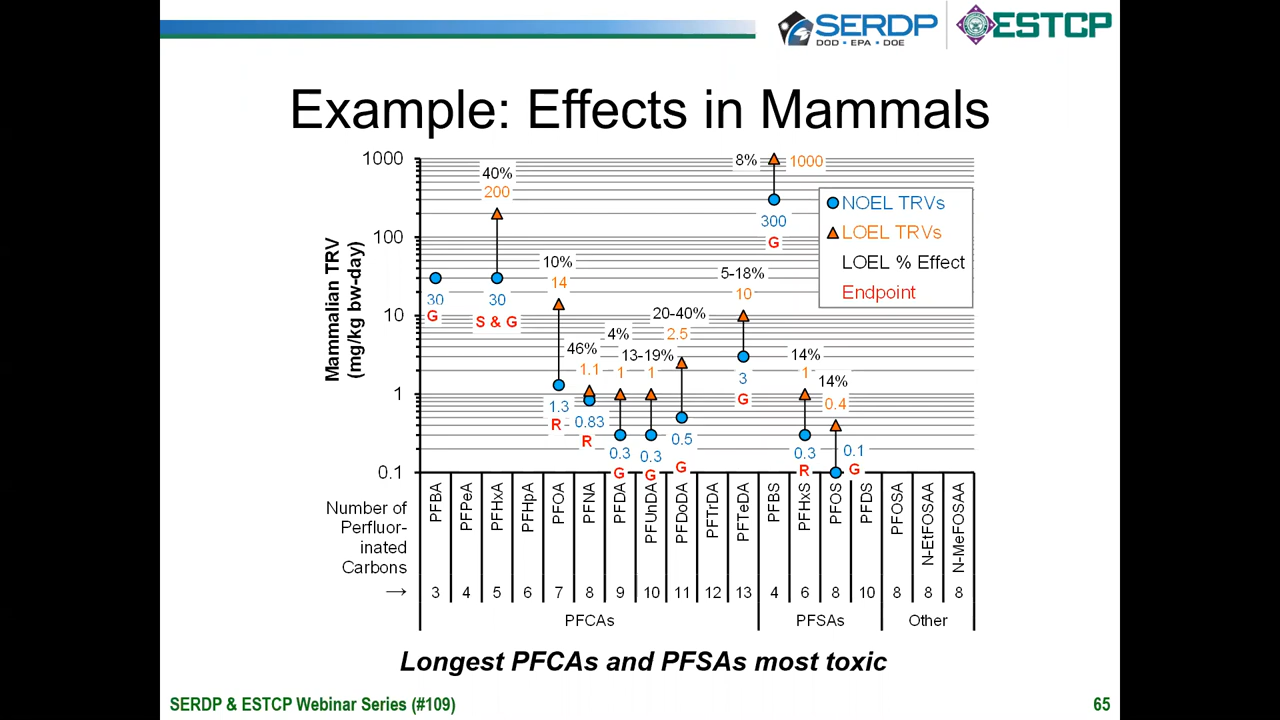 SERDP
DOD • EPA • DOE
ESTCP
Example: Effects in Mammals
Mammalian TRV
(mg/kg bw-day)
1000
100
10
1
0.1
NOEL TRVs
LOEL TRVs
LOEL % Effect
Endpoint
30
G
40%
200
30
S & G
10%
14
1.3
R
46%
1.1
0.83
R
4%
1
0.3
G
13-19%
1
0.3
G
20-40%
2.5
0.5
G
5-18%
10
3
G
8%
1000
300
G
14%
1
0.3
R
14%
0.4
0.1
G
PFBA
PFPeA
PFHxA
PFHpA
PFOA
PFNA
PFDA
PFUnDA
PFDoDA
PFTrDA
PFTeDA
PFBS
PFHxS
PFOS
PFDS
PFOSA
N-EtFOSAA
N-MeFOSAA
Number of
Perfluor-
inated
Carbons
→ 3 4 5 6 7 8 9 10 11 12 13 4 6 8 10 8 8 8
PFCAs PFSAs Other
Longest PFCAs and PFSAs most toxic
SERDP & ESTCP Webinar Series (#109)
65